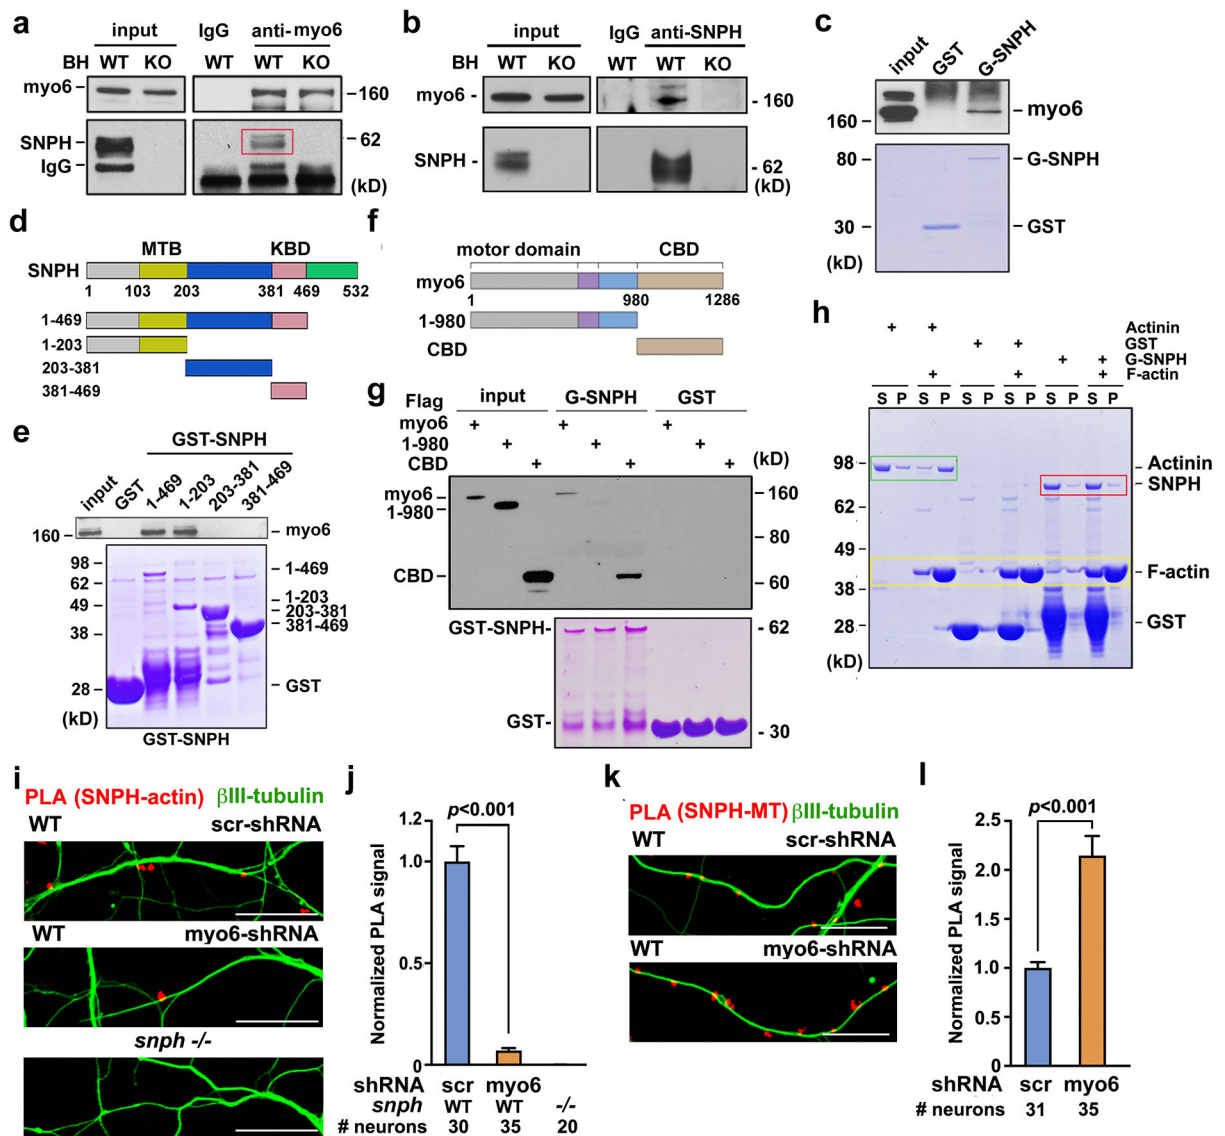 a
input IgG anti-myo6
BH WT KO WT WT KO
myo6 - -160
SNPH - - 62
IgG -
(kD)
b
input IgG anti-SNPH
BH WT KO WT WT KO
myo6 - - 160
SNPH - - 62
(kD)
c
input GST G-SNPH
160 - - myo6
80 - - G-SNPH
30 - - GST
(kD)
d
MTB KBD
SNPH
1 103 203 381 469 532
1-469
1-203
203-381
381-469
e
GST-SNPH
input GST 1-469 1-203 203-381 381-469
160 - - myo6
98 - - 1-469
62 -
49 - - 1-203
- 203-381
38 - - 381-469
28 - - GST
(kD)
GST-SNPH
f
motor domain CBD
myo6
1 980 1286
1-980
CBD
g
Flag input G-SNPH GST
myo6 + + +
1-980 + + +
CBD + + + (kD)
myo6 - - 160
1-980 -
- 80
CBD - - 60
GST-SNPH- - 62
GST- - 30
h
Actinin + +
GST + +
G-SNPH + +
F-actin + + +
S P S P S P S P S P S P
98 - - Actinin
- SNPH
62 -
49 -
- F-actin
38 -
28 - - GST
(kD)
i
PLA (SNPH-actin) βIII-tubulin
WT scr-shRNA
WT myo6-shRNA
snph -/-
j
p<0.001
1.2
1.0
0.5
0
Normalized PLA signal
shRNA scr myo6
snph WT WT -/-
# neurons 30 35 20
k
PLA (SNPH-MT) βIII-tubulin
WT scr-shRNA
WT myo6-shRNA
l
p<0.001
2.5
2.0
1.5
1.0
0.5
0
Normalized PLA signal
shRNA scr myo6
# neurons 31 35